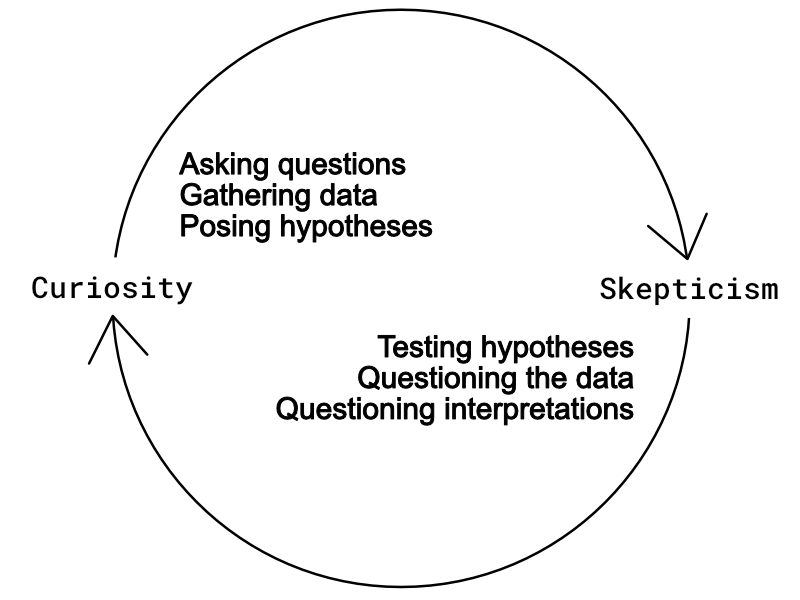 Asking questions
Gathering data
Posing hypotheses
Curiosity
Skepticism
Testing hypotheses
Questioning the data
Questioning interpretations